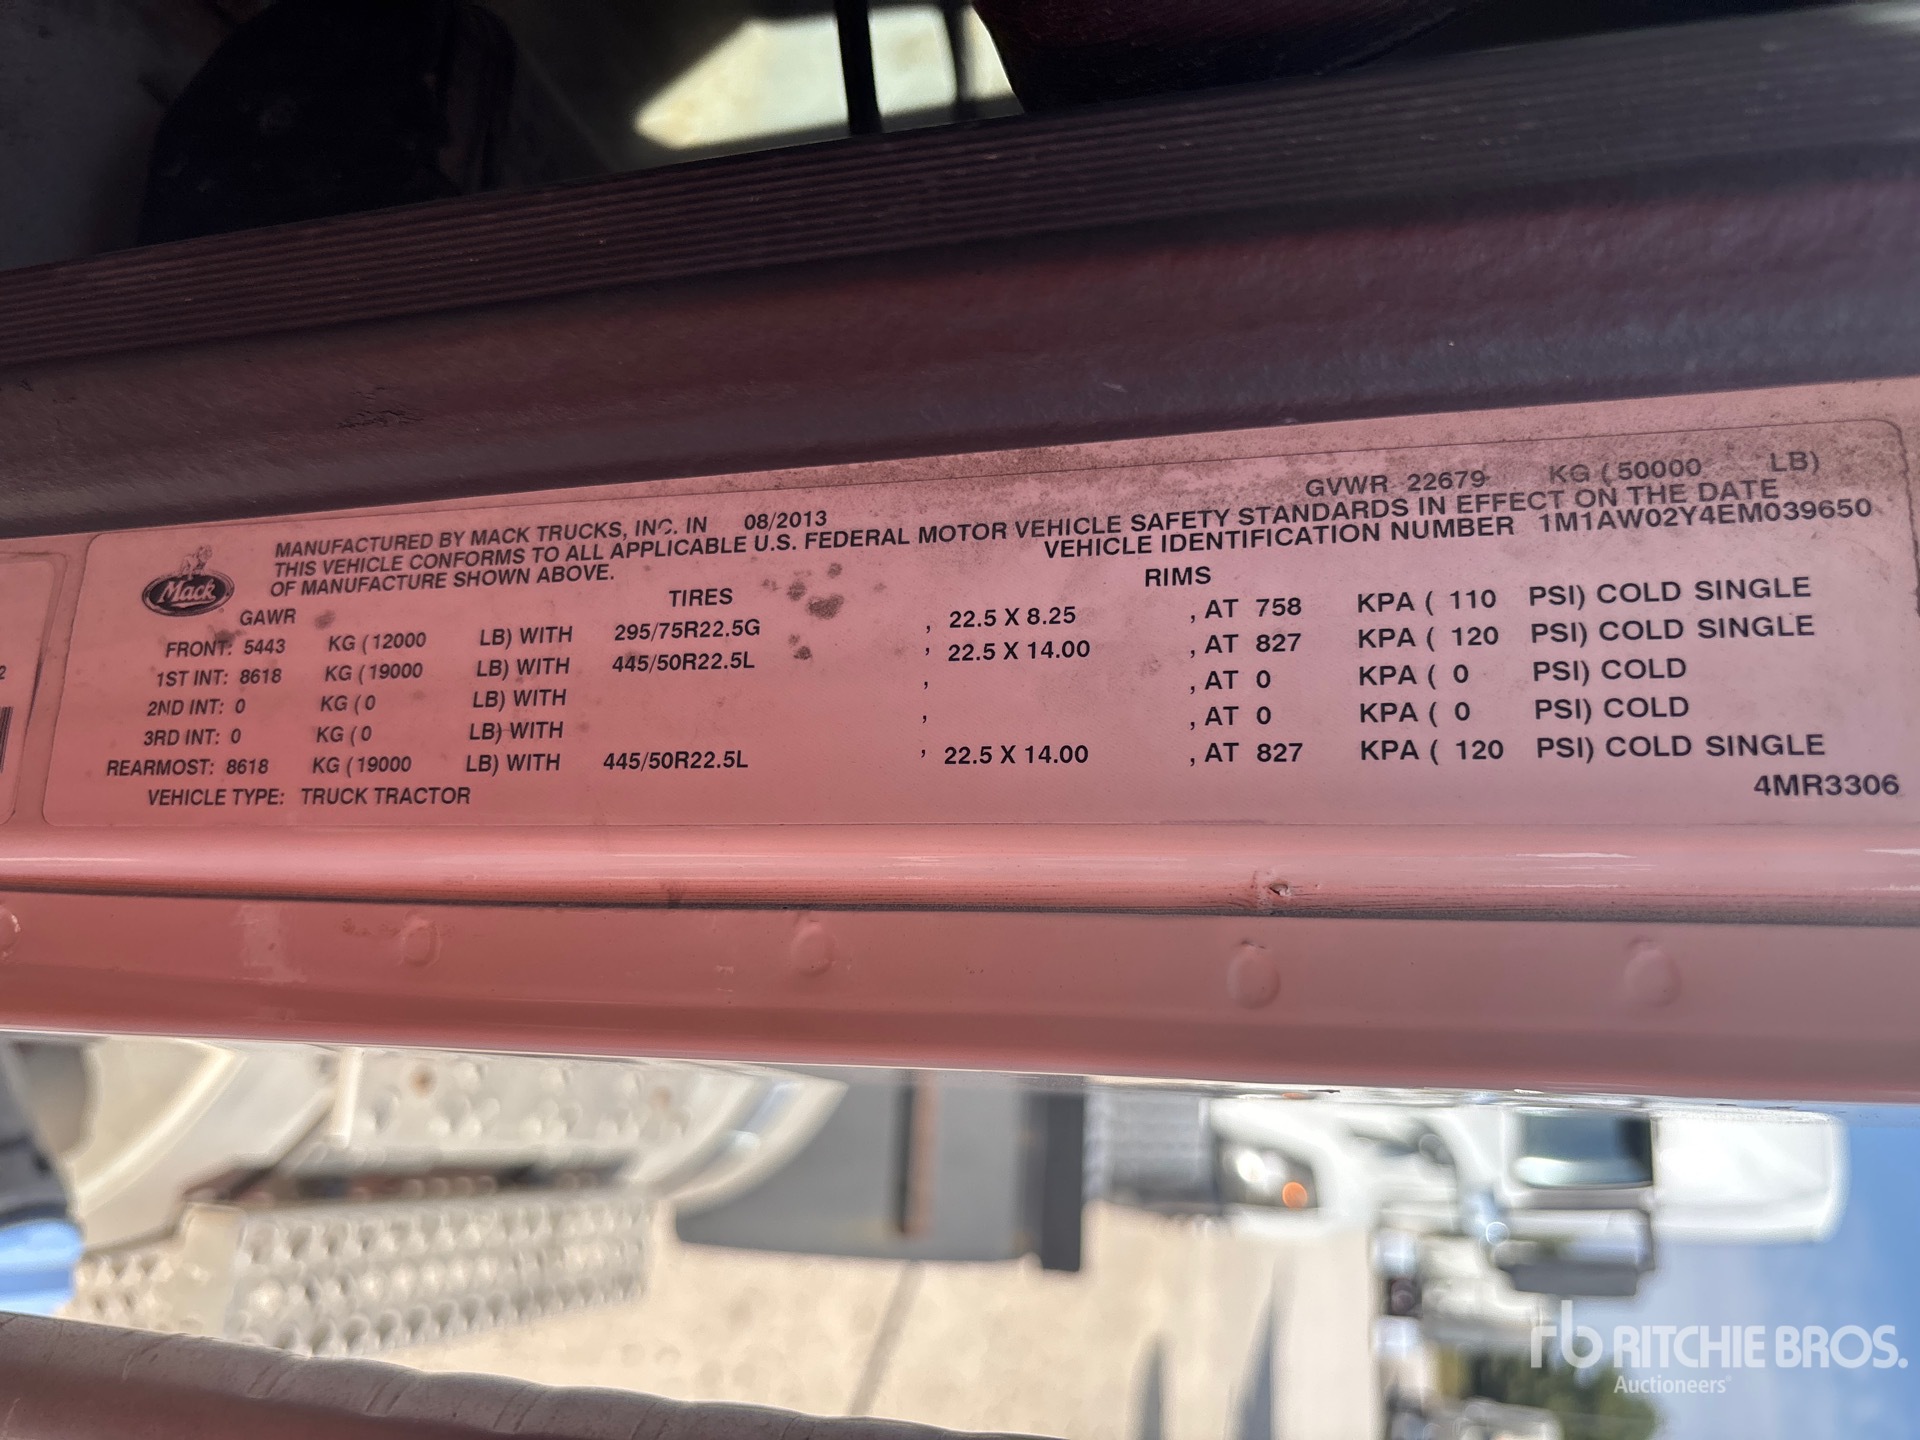 GVWR 22679 KG ( 50000 LB)
MANUFACTURED BY MACK TRUCKS, INC. IN 08/2013
THIS VEHICLE CONFORMS TO ALL APPLICABLE U.S. FEDERAL MOTOR VEHICLE SAFETY STANDARDS IN EFFECT ON THE DATE
OF MANUFACTURE SHOWN ABOVE. VEHICLE IDENTIFICATION NUMBER 1M1AW02Y4EM039650
Mack
GAWR TIRES RIMS
FRONT: 5443 KG ( 12000 LB) WITH 295/75R22.5G , 22.5 X 8.25 , AT 758 KPA ( 110 PSI) COLD SINGLE
1ST INT: 8618 KG ( 19000 LB) WITH 445/50R22.5L , 22.5 X 14.00 , AT 827 KPA ( 120 PSI) COLD SINGLE
2ND INT: 0 KG ( 0 LB) WITH , , AT 0 KPA ( 0 PSI) COLD
3RD INT: 0 KG ( 0 LB) WITH , , AT 0 KPA ( 0 PSI) COLD
REARMOST: 8618 KG ( 19000 LB) WITH 445/50R22.5L , 22.5 X 14.00 , AT 827 KPA ( 120 PSI) COLD SINGLE
VEHICLE TYPE: TRUCK TRACTOR 4MR3306
2
rb RITCHIE BROS.
Auctioneers